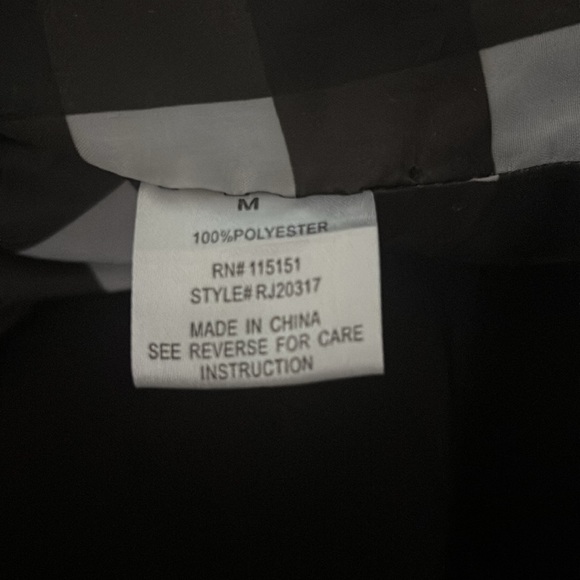 M
100%POLYESTER
RN# 115151
STYLE# RJ20317
MADE IN CHINA
SEE REVERSE FOR CARE
INSTRUCTION